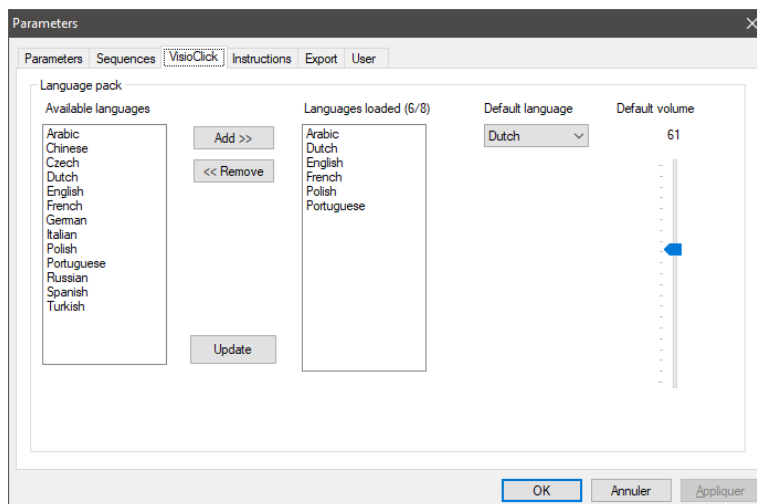 Parameters
Parameters Sequences VisioClick Instructions Export User
Language pack
Available languages
Arabic
Chinese
Czech
Dutch
English
French
German
Italian
Polish
Portuguese
Russian
Spanish
Turkish
Add >>
<< Remove
Update
Languages loaded (6/8)
Arabic
Dutch
English
French
Polish
Portuguese
Default language
Dutch
Default volume
61
OK Annuler Appliquer